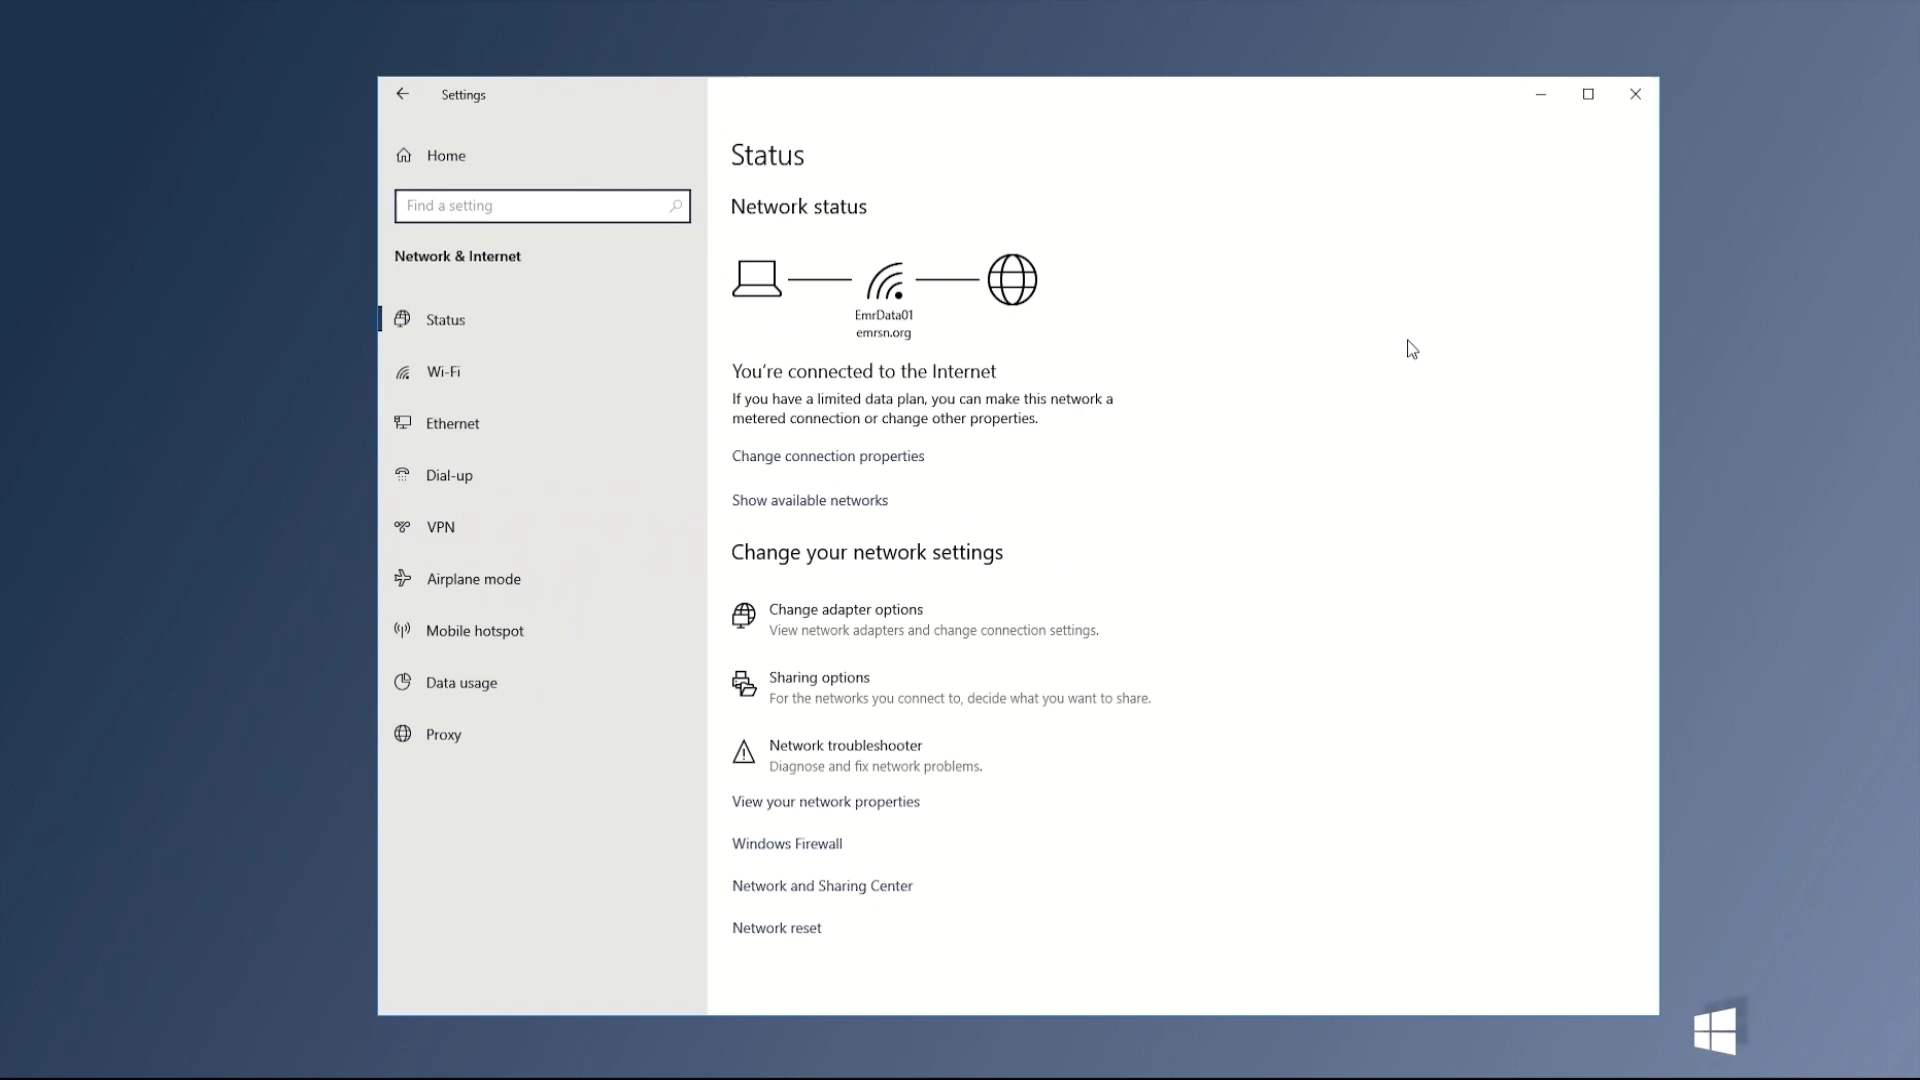 Settings
Home
Find a setting
Network & Internet
Status
Wi-Fi
Ethernet
Dial-up
VPN
Airplane mode
Mobile hotspot
Data usage
Proxy
Status
Network status
EmrData01
emrsn.org
You're connected to the Internet
If you have a limited data plan, you can make this network a
metered connection or change other properties.
Change connection properties
Show available networks
Change your network settings
Change adapter options
View network adapters and change connection settings.
Sharing options
For the networks you connect to, decide what you want to share.
Network troubleshooter
Diagnose and fix network problems.
View your network properties
Windows Firewall
Network and Sharing Center
Network reset